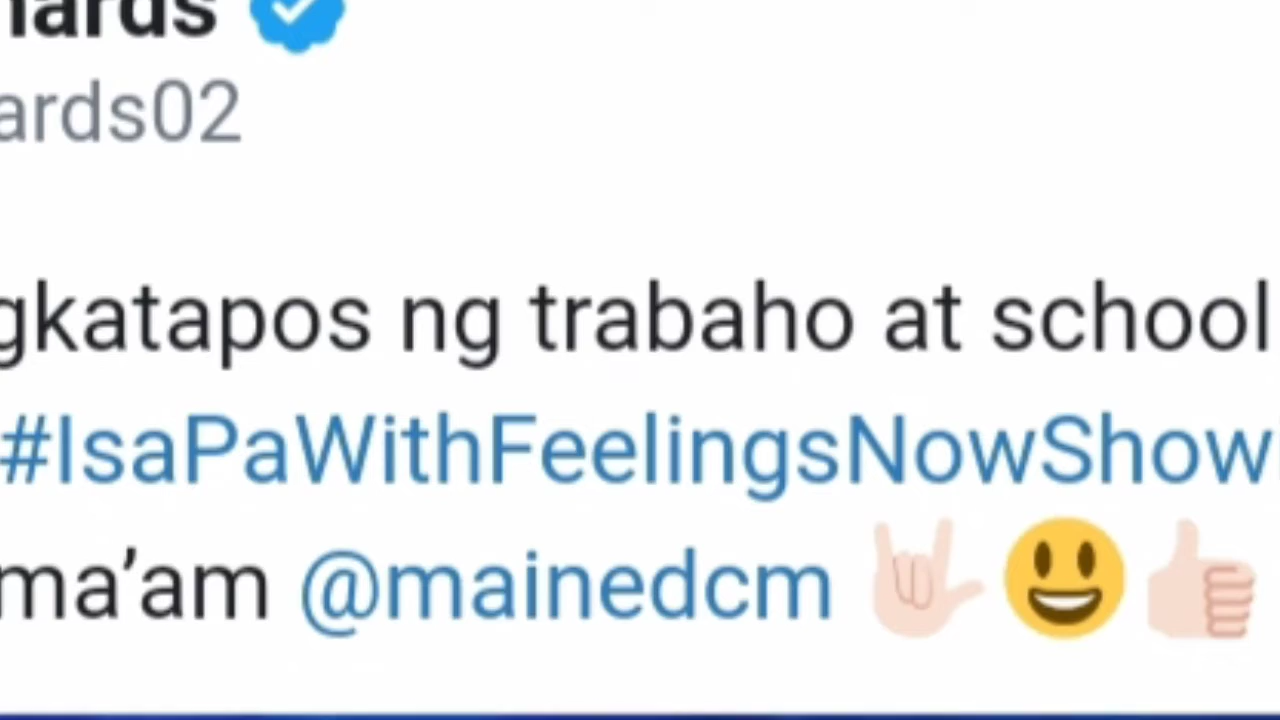 ards02
gkatapos ng trabaho at school
#IsaPaWithFeelingsNowShow
ma’am @mainedcm 🤟😃👍